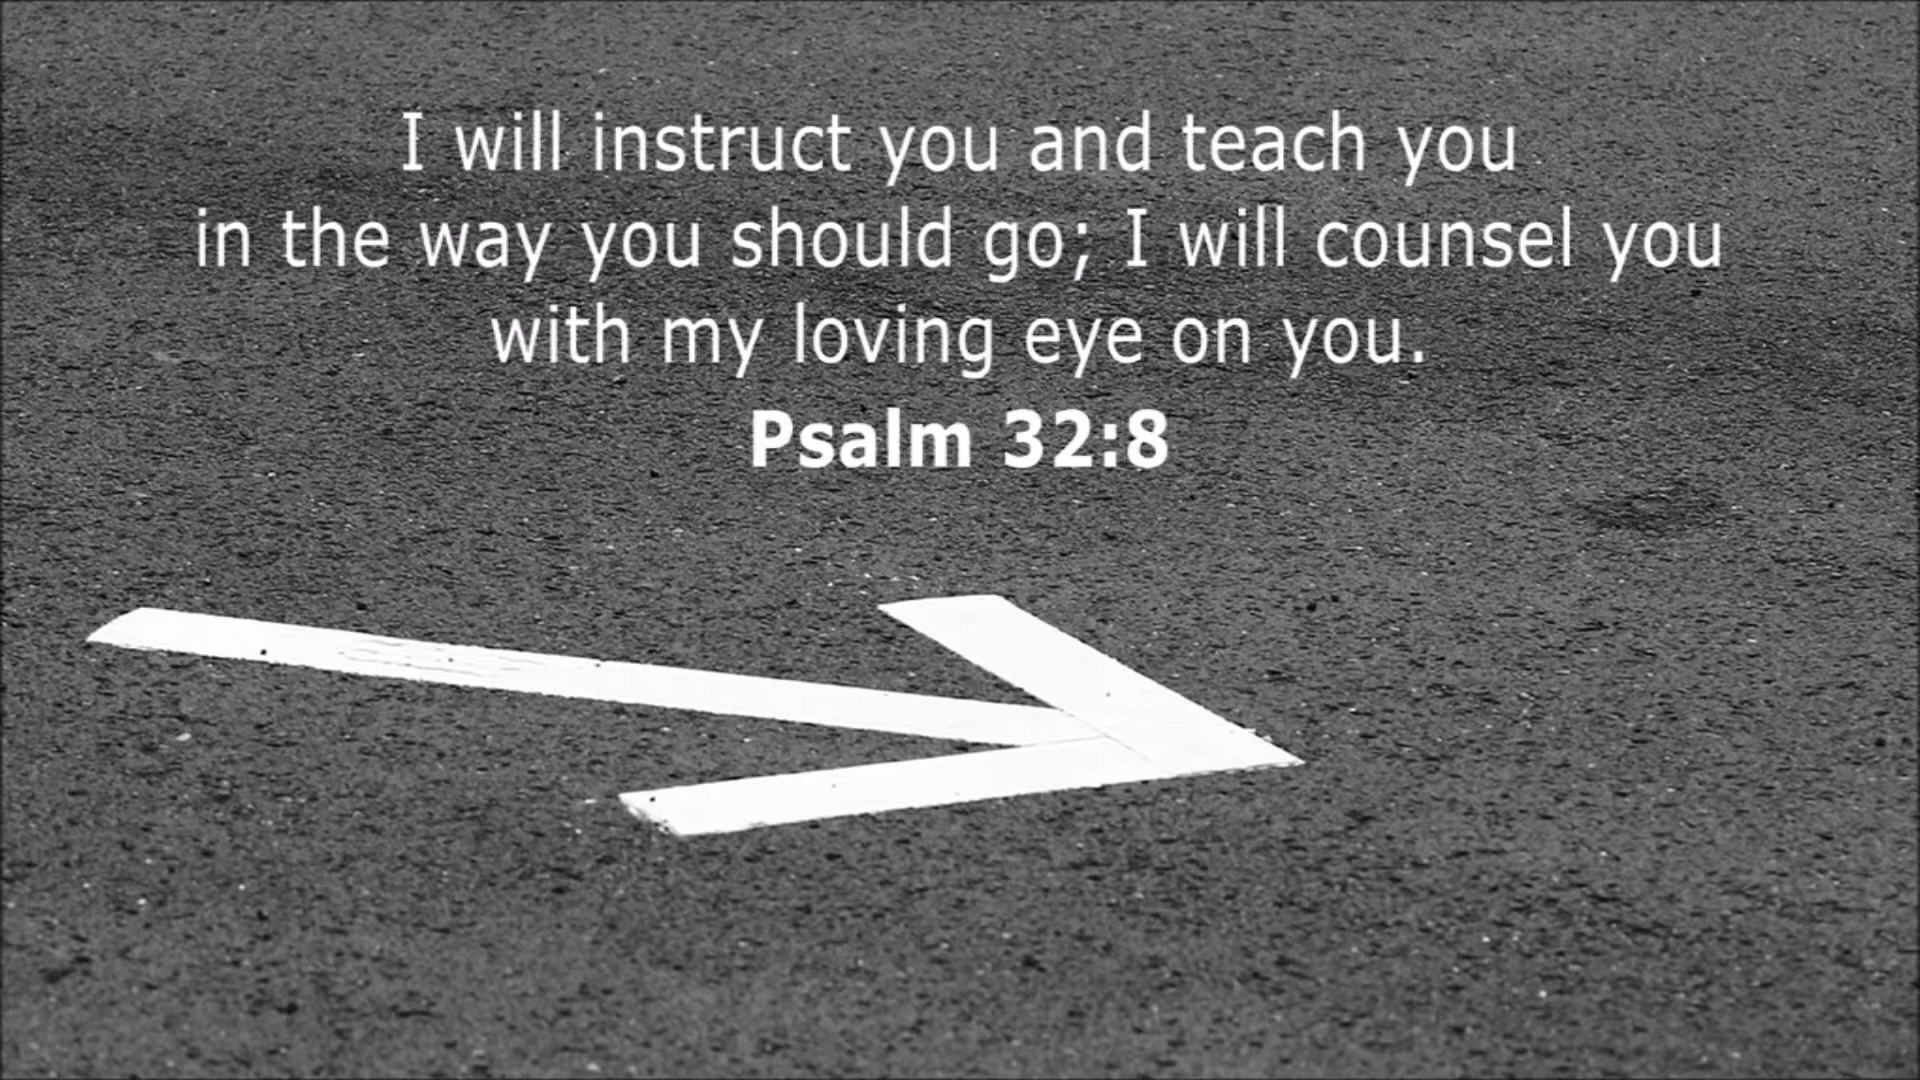 I will instruct you and teach you
in the way you should go; I will counsel you
with my loving eye on you.
Psalm 32:8